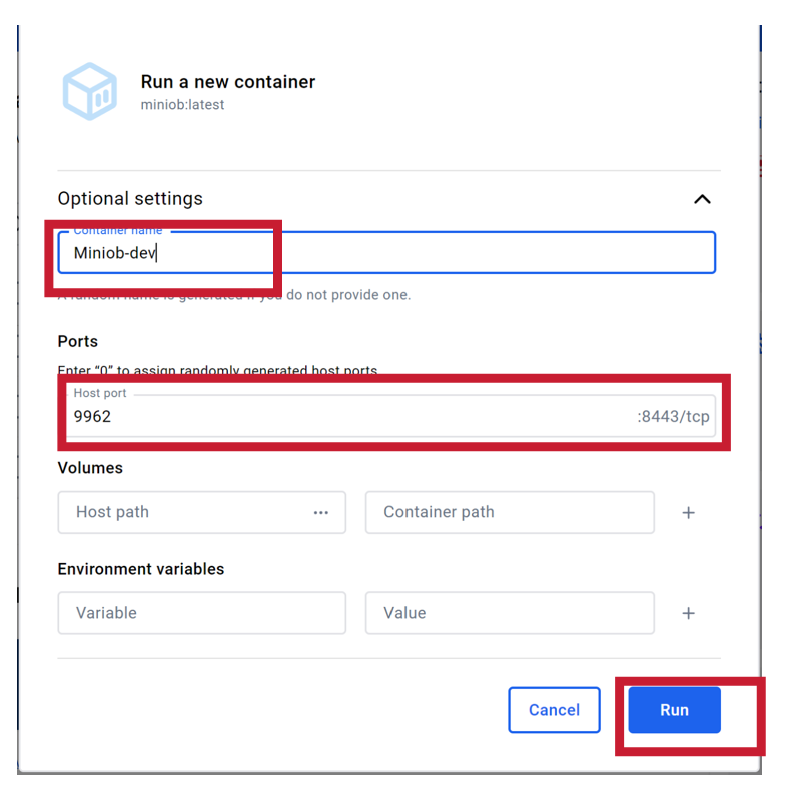 Run a new container
miniob:latest
Optional settings
Container name
Miniob-dev
A random name is generated if you do not provide one.
Ports
Enter “0” to assign randomly generated host ports.
Host port
9962 :8443/tcp
Volumes
Host path ··· Container path +
Environment variables
Variable Value +
Cancel Run